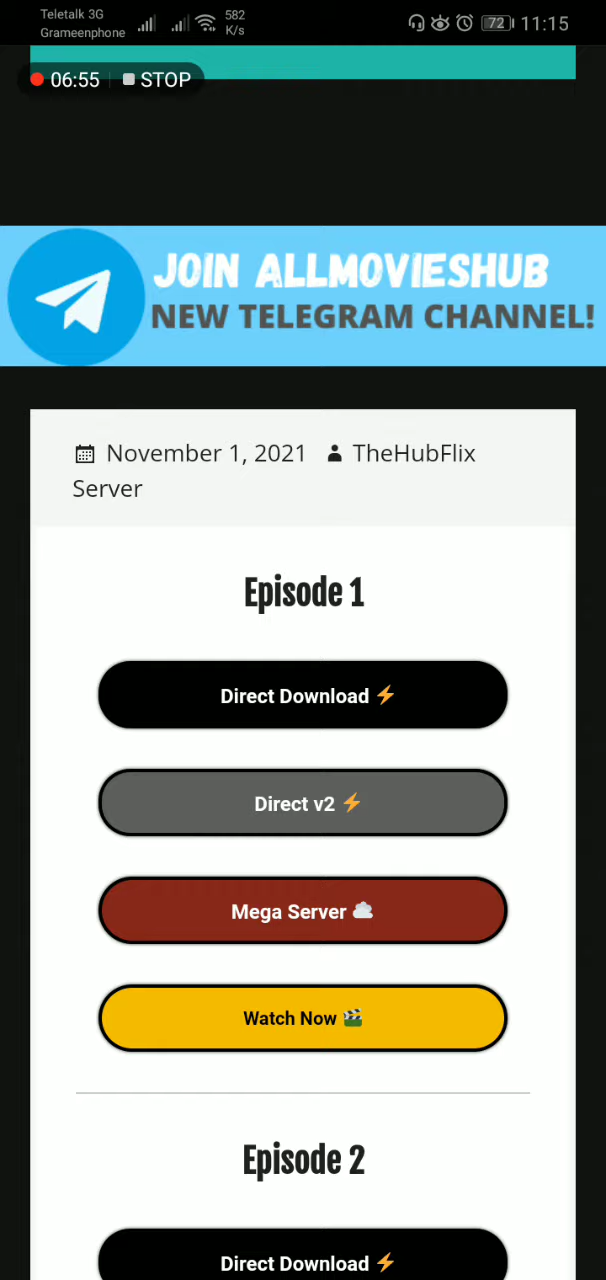 Teletalk 3G
Grameenphone
582
K/s
72
11:15
06:55 STOP
JOIN ALLMOVIESHUB
NEW TELEGRAM CHANNEL!
November 1, 2021 TheHubFlix
Server
Episode 1
Direct Download ⚡
Direct v2 ⚡
Mega Server ☁
Watch Now 🎬
Episode 2
Direct Download ⚡